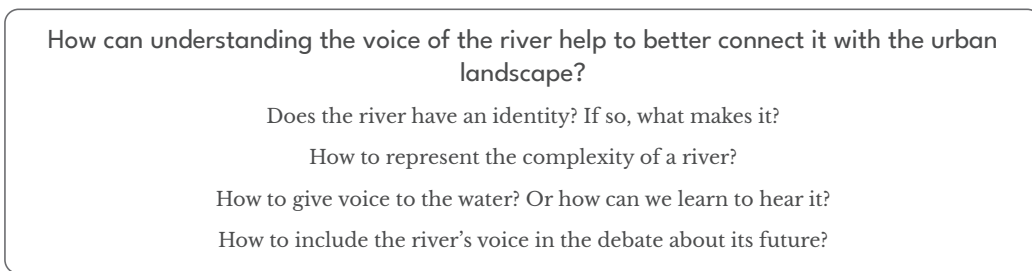 How can understanding the voice of the river help to better connect it with the urban
landscape?
Does the river have an identity? If so, what makes it?
How to represent the complexity of a river?
How to give voice to the water? Or how can we learn to hear it?
How to include the river’s voice in the debate about its future?